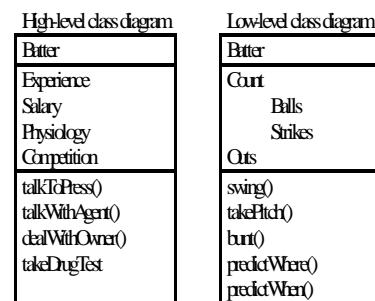 High-level class diagram
Batter
Experience
Salary
Physiology
Competition
talkToPress()
talkWithAgent()
dealWithOwner()
takeDrugTest
Low-level class diagram
Batter
Count
Balls
Strikes
Outs
swing()
takePitch()
bunt()
predictWhere()
predictWhen()